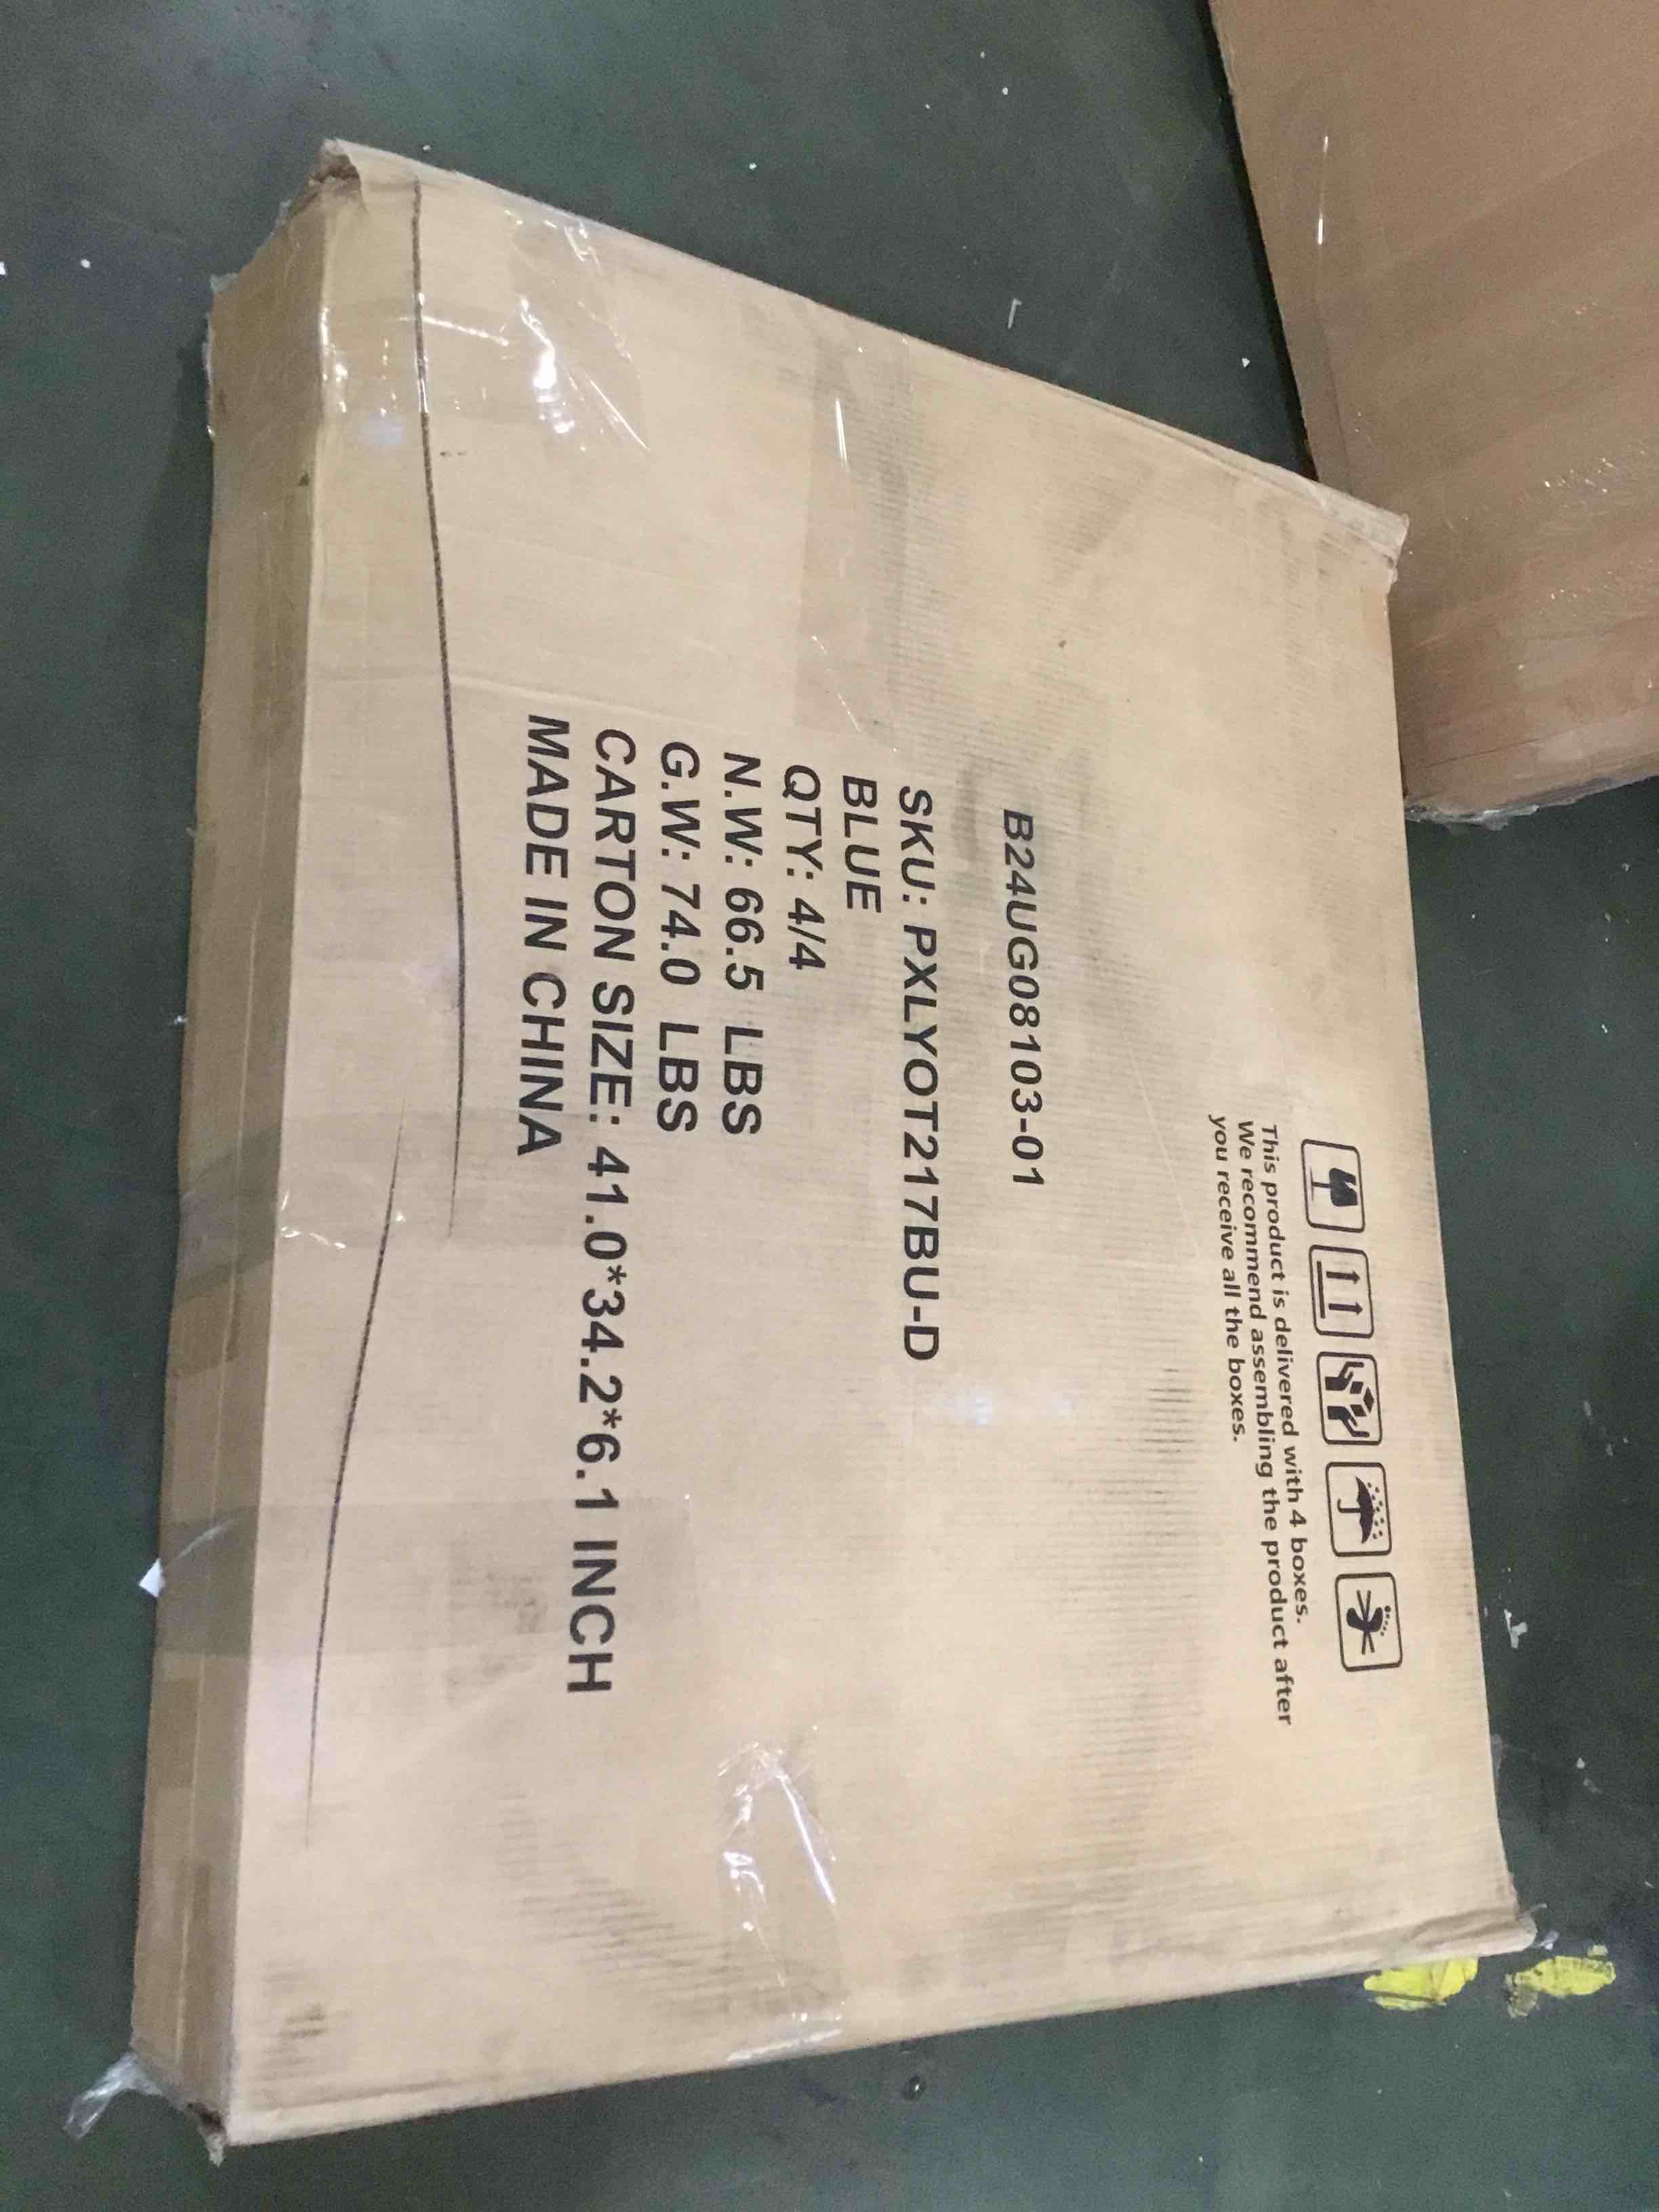 This product is delivered with 4 boxes.
We recommend assembling the product after
you receive all the boxes.
B24UG08103-01
SKU: PXLYOT217BU-D
BLUE
QTY: 4/4
N.W: 66.5 LBS
G.W: 74.0 LBS
CARTON SIZE: 41.0*34.2*6.1 INCH
MADE IN CHINA